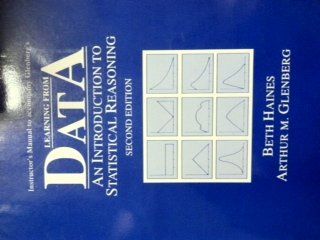 Instructor's Manual to accompany Glenberg's
LEARNING FROM
DATA
AN INTRODUCTION TO
STATISTICAL REASONING
SECOND EDITION
BETH HAINES
ARTHUR M. GLENBERG